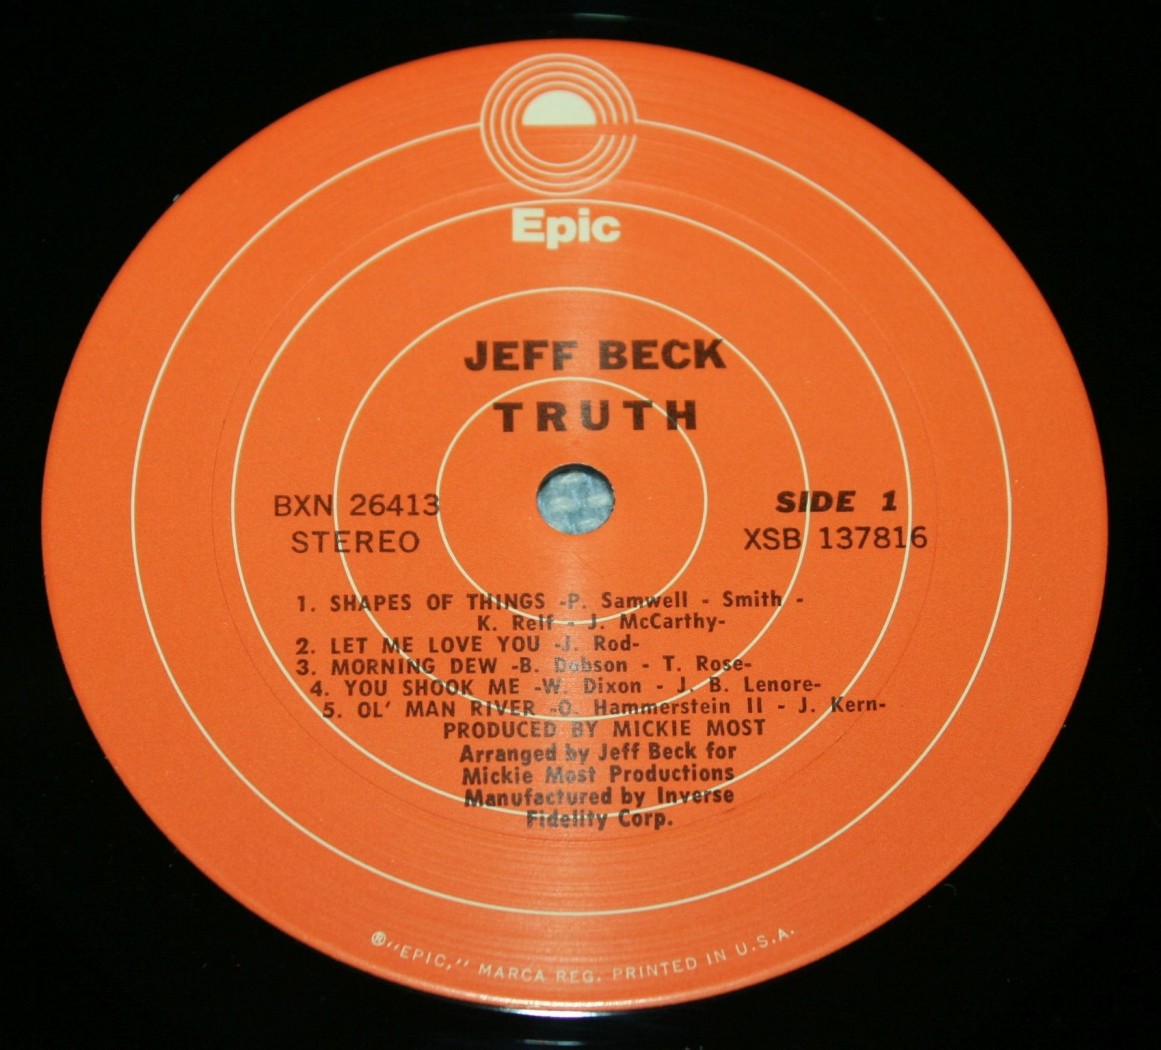 Epic
JEFF BECK
TRUTH
BXN 26413
STEREO
SIDE 1
XSB 137816
1. SHAPES OF THINGS -P. Samwell - Smith -
K. Relf - J. McCarthy-
2. LET ME LOVE YOU -J. Rod-
3. MORNING DEW -B. Dobson - T. Rose-
4. YOU SHOOK ME -W. Dixon - J. B. Lenore-
5. OL' MAN RIVER -O. Hammerstein II - J. Kern-
PRODUCED BY MICKIE MOST
Arranged by Jeff Beck for
Mickie Most Productions
Manufactured by Inverse
Fidelity Corp.
®"EPIC," MARCA REG. PRINTED IN U.S.A.